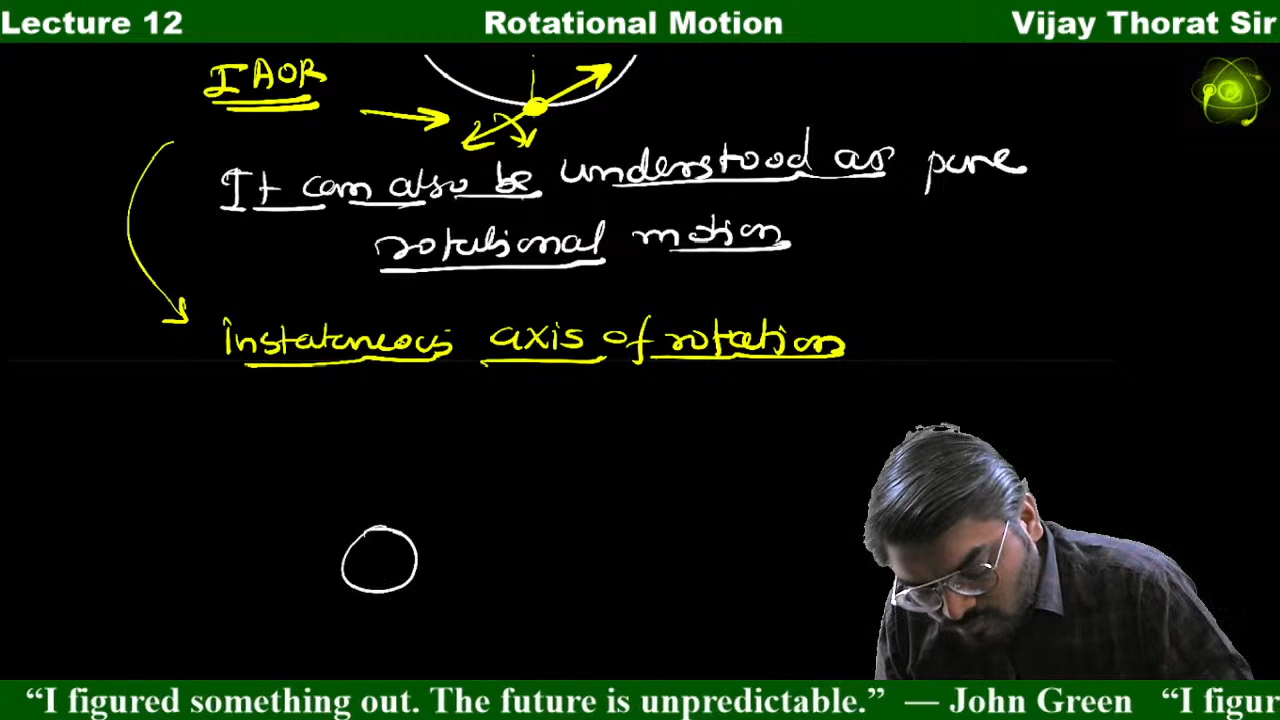 Lecture 12 Rotational Motion Vijay Thorat Sir
IAOR
It can also be understood as pure
rotational motion
instataneous axis of rotation
“I figured something out. The future is unpredictable.” — John Green “I figur